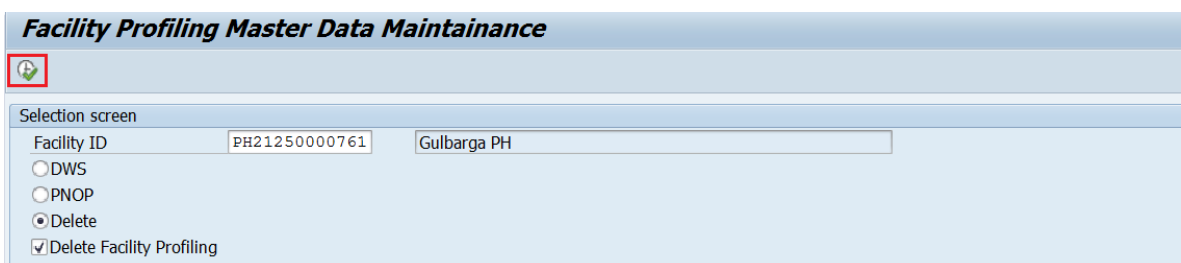 Facility Profiling Master Data Maintainance
Selection screen
Facility ID PH21250000761 Gulbarga PH
DWS
PNOP
Delete
Delete Facility Profiling